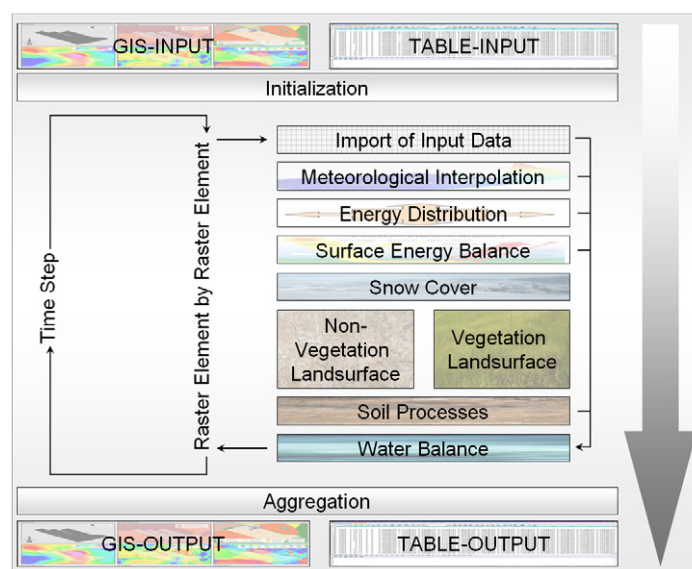 GIS-INPUT
TABLE-INPUT
Initialization
Time Step
Raster Element by Raster Element
Import of Input Data
Meteorological Interpolation
Energy Distribution
Surface Energy Balance
Snow Cover
Non-
Vegetation
Landsurface
Vegetation
Landsurface
Soil Processes
Water Balance
Aggregation
GIS-OUTPUT
TABLE-OUTPUT